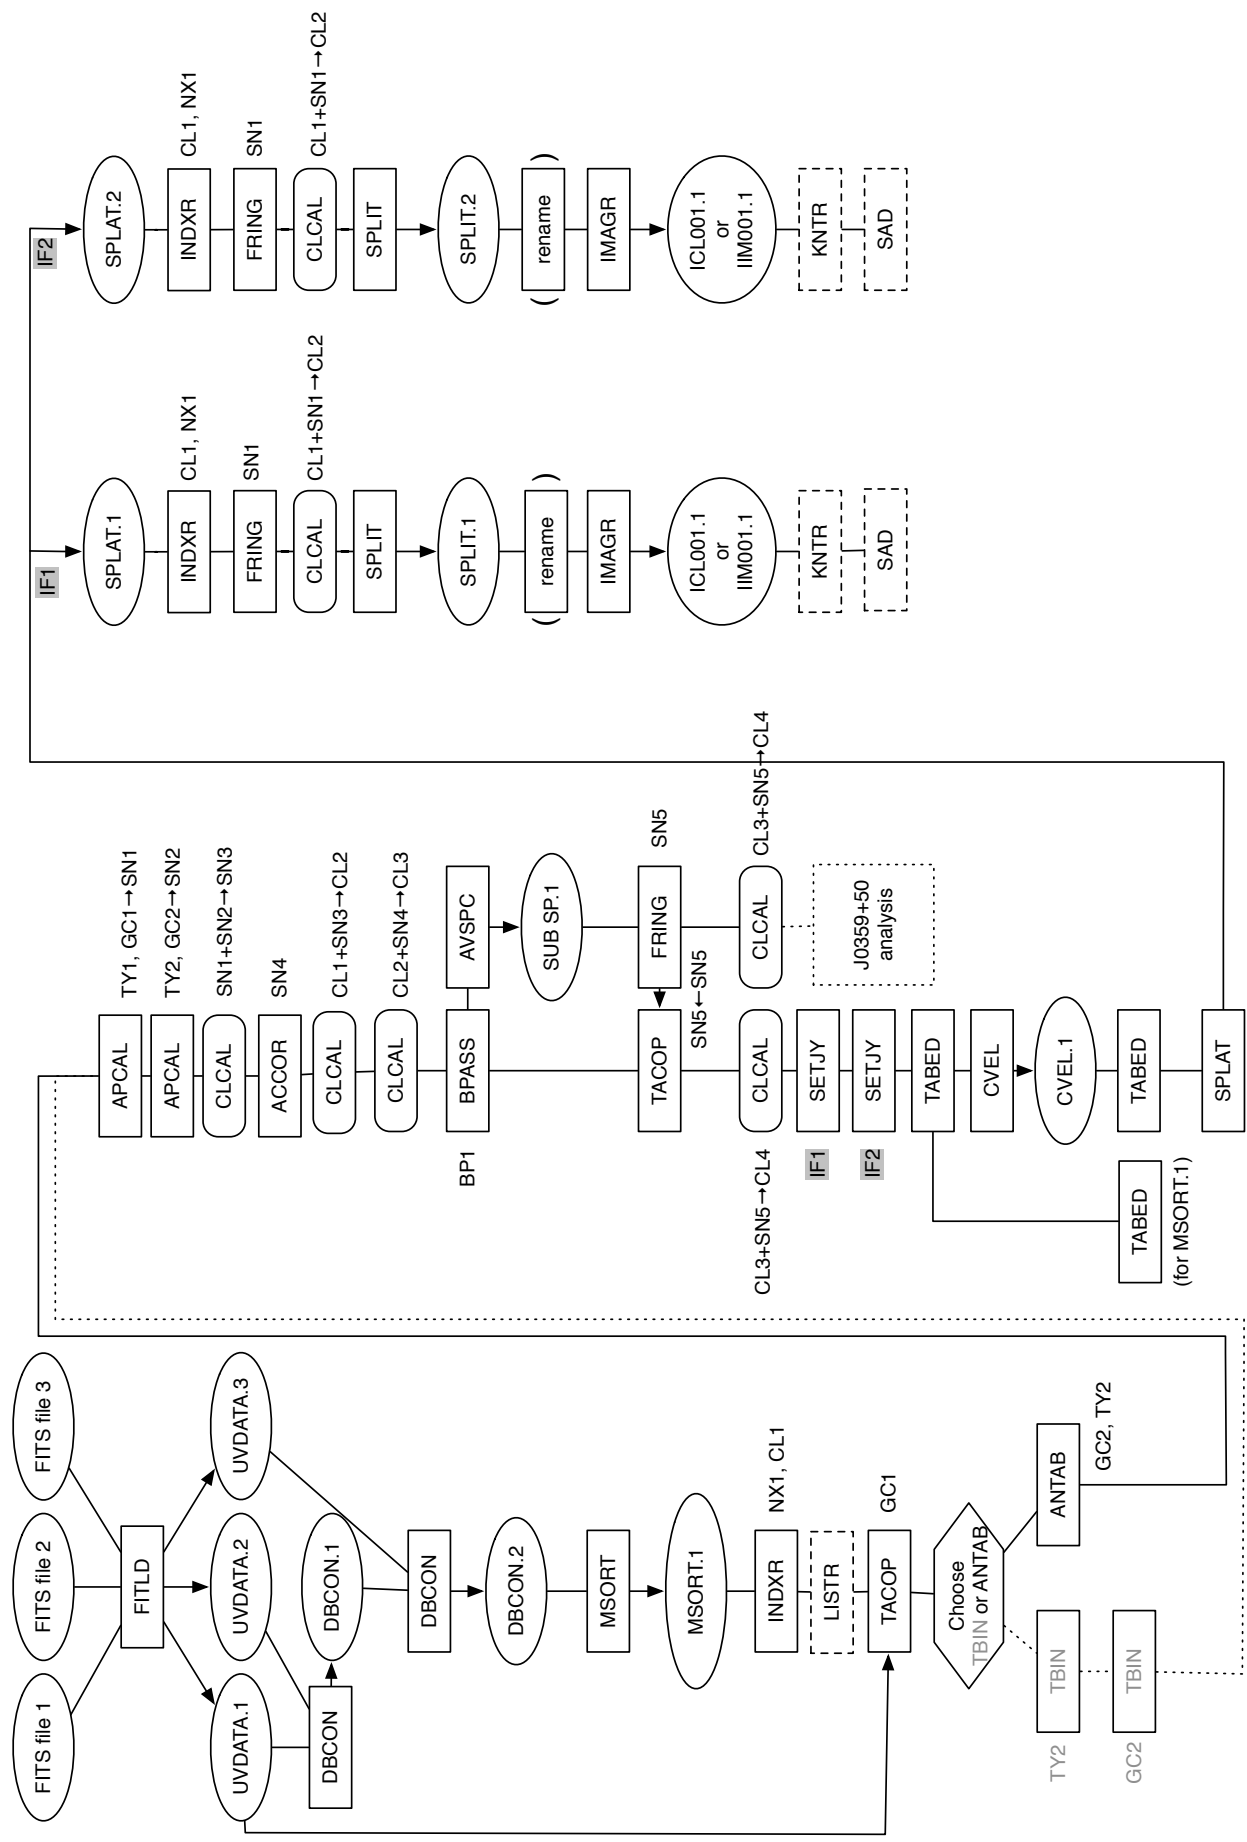 FITS file 1
FITS file 2
FITS file 3
FITLD
UVDATA.1
UVDATA.2
UVDATA.3
DBCON
DBCON.1
DBCON
DBCON.2
MSORT
MSORT.1
INDXR
NX1, CL1
LISTR
TACOP
GC1
Choose
TBIN or ANTAB
TY2
TBIN
GC2
TBIN
ANTAB
GC2, TY2
APCAL
TY1, GC1→SN1
APCAL
TY2, GC2→SN2
CLCAL
SN1+SN2→SN3
ACCOR
SN4
CLCAL
CL1+SN3→CL2
CLCAL
CL2+SN4→CL3
BP1
BPASS
AVSPC
SUB SP.1
TACOP
FRING
SN5
SN5←SN5
CL3+SN5→CL4
CLCAL
CLCAL
CL3+SN5→CL4
J0359+50
analysis
IF1
SETJY
IF2
SETJY
TABED
CVEL
CVEL.1
TABED
(for MSORT.1)
TABED
SPLAT
IF1
SPLAT.1
INDXR
CL1, NX1
FRING
SN1
CLCAL
CL1+SN1→CL2
SPLIT
SPLIT.1
( rename )
IMAGR
ICL001.1
or
IIM001.1
KNTR
SAD
IF2
SPLAT.2
INDXR
CL1, NX1
FRING
SN1
CLCAL
CL1+SN1→CL2
SPLIT
SPLIT.2
( rename )
IMAGR
ICL001.1
or
IIM001.1
KNTR
SAD